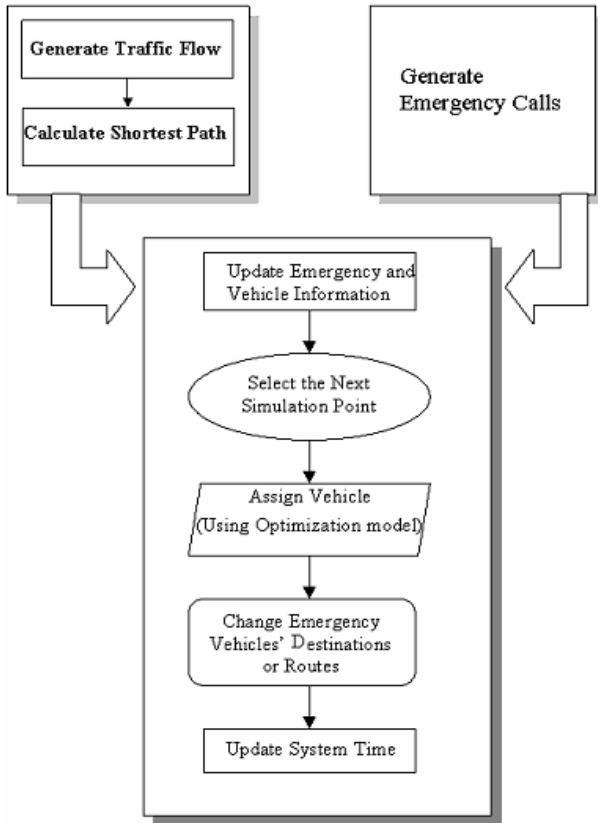 Generate Traffic Flow
Calculate Shortest Path
Generate
Emergency Calls
Update Emergency and
Vehicle Information
Select the Next
Simulation Point
Assign Vehicle
(Using Optimization model)
Change Emergency
Vehicles’ Destinations
or Routes
Update System Time